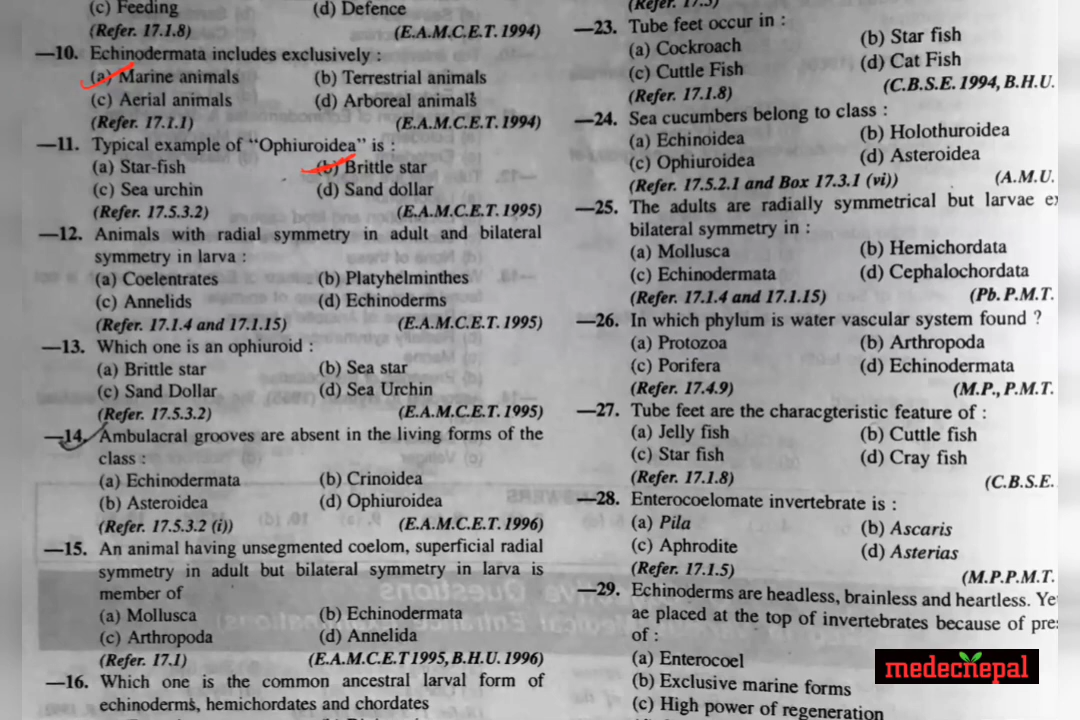 (c) Feeding (d) Defence
(Refer. 17.1.8) (E.A.M.C.E.T. 1994)
—10. Echinodermata includes exclusively :
(a) Marine animals (b) Terrestrial animals
(c) Aerial animals (d) Arboreal animals
(Refer. 17.1.1) (E.A.M.C.E.T. 1994)
—11. Typical example of “Ophiuroidea” is :
(a) Star-fish (b) Brittle star
(c) Sea urchin (d) Sand dollar
(Refer. 17.5.3.2) (E.A.M.C.E.T. 1995)
—12. Animals with radial symmetry in adult and bilateral
symmetry in larva :
(a) Coelentrates (b) Platyhelminthes
(c) Annelids (d) Echinoderms
(Refer. 17.1.4 and 17.1.15) (E.A.M.C.E.T. 1995)
—13. Which one is an ophiuroid :
(a) Brittle star (b) Sea star
(c) Sand Dollar (d) Sea Urchin
(Refer. 17.5.3.2) (E.A.M.C.E.T. 1995)
—14. Ambulacral grooves are absent in the living forms of the
class :
(a) Echinodermata (b) Crinoidea
(b) Asteroidea (d) Ophiuroidea
(Refer. 17.5.3.2 (i)) (E.A.M.C.E.T. 1996)
—15. An animal having unsegmented coelom, superficial radial
symmetry in adult but bilateral symmetry in larva is
member of
(a) Mollusca (b) Echinodermata
(c) Arthropoda (d) Annelida
(Refer. 17.1) (E.A.M.C.E.T 1995, B.H.U. 1996)
—16. Which one is the common ancestral larval form of
echinoderms, hemichordates and chordates
(Refer. 17.5)
—23. Tube feet occur in :
(a) Cockroach (b) Star fish
(c) Cuttle Fish (d) Cat Fish
(Refer. 17.1.8) (C.B.S.E. 1994, B.H.U.
—24. Sea cucumbers belong to class :
(a) Echinoidea (b) Holothuroidea
(c) Ophiuroidea (d) Asteroidea
(Refer. 17.5.2.1 and Box 17.3.1 (vi)) (A.M.U.
—25. The adults are radially symmetrical but larvae ex
bilateral symmetry in :
(a) Mollusca (b) Hemichordata
(c) Echinodermata (d) Cephalochordata
(Refer. 17.1.4 and 17.1.15) (Pb. P.M.T.
—26. In which phylum is water vascular system found ?
(a) Protozoa (b) Arthropoda
(c) Porifera (d) Echinodermata
(Refer. 17.4.9) (M.P., P.M.T.
—27. Tube feet are the characgteristic feature of :
(a) Jelly fish (b) Cuttle fish
(c) Star fish (d) Cray fish
(Refer. 17.1.8) (C.B.S.E.
—28. Enterocoelomate invertebrate is :
(a) Pila (b) Ascaris
(c) Aphrodite (d) Asterias
(Refer. 17.1.5) (M.P.P.M.T.
—29. Echinoderms are headless, brainless and heartless. Ye
ae placed at the top of invertebrates because of pre
of :
(a) Enterocoel
(b) Exclusive marine forms
(c) High power of regeneration
medecnepal